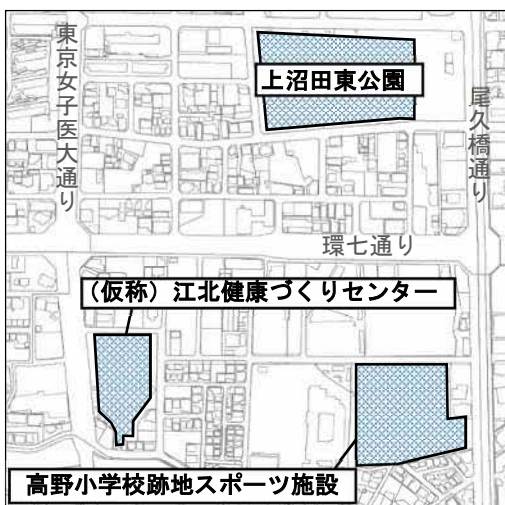 上沼田東公園
東京女子医大通り
尾久橋通り
環七通り
（仮称）江北健康づくりセンター
高野小学校跡地スポーツ施設